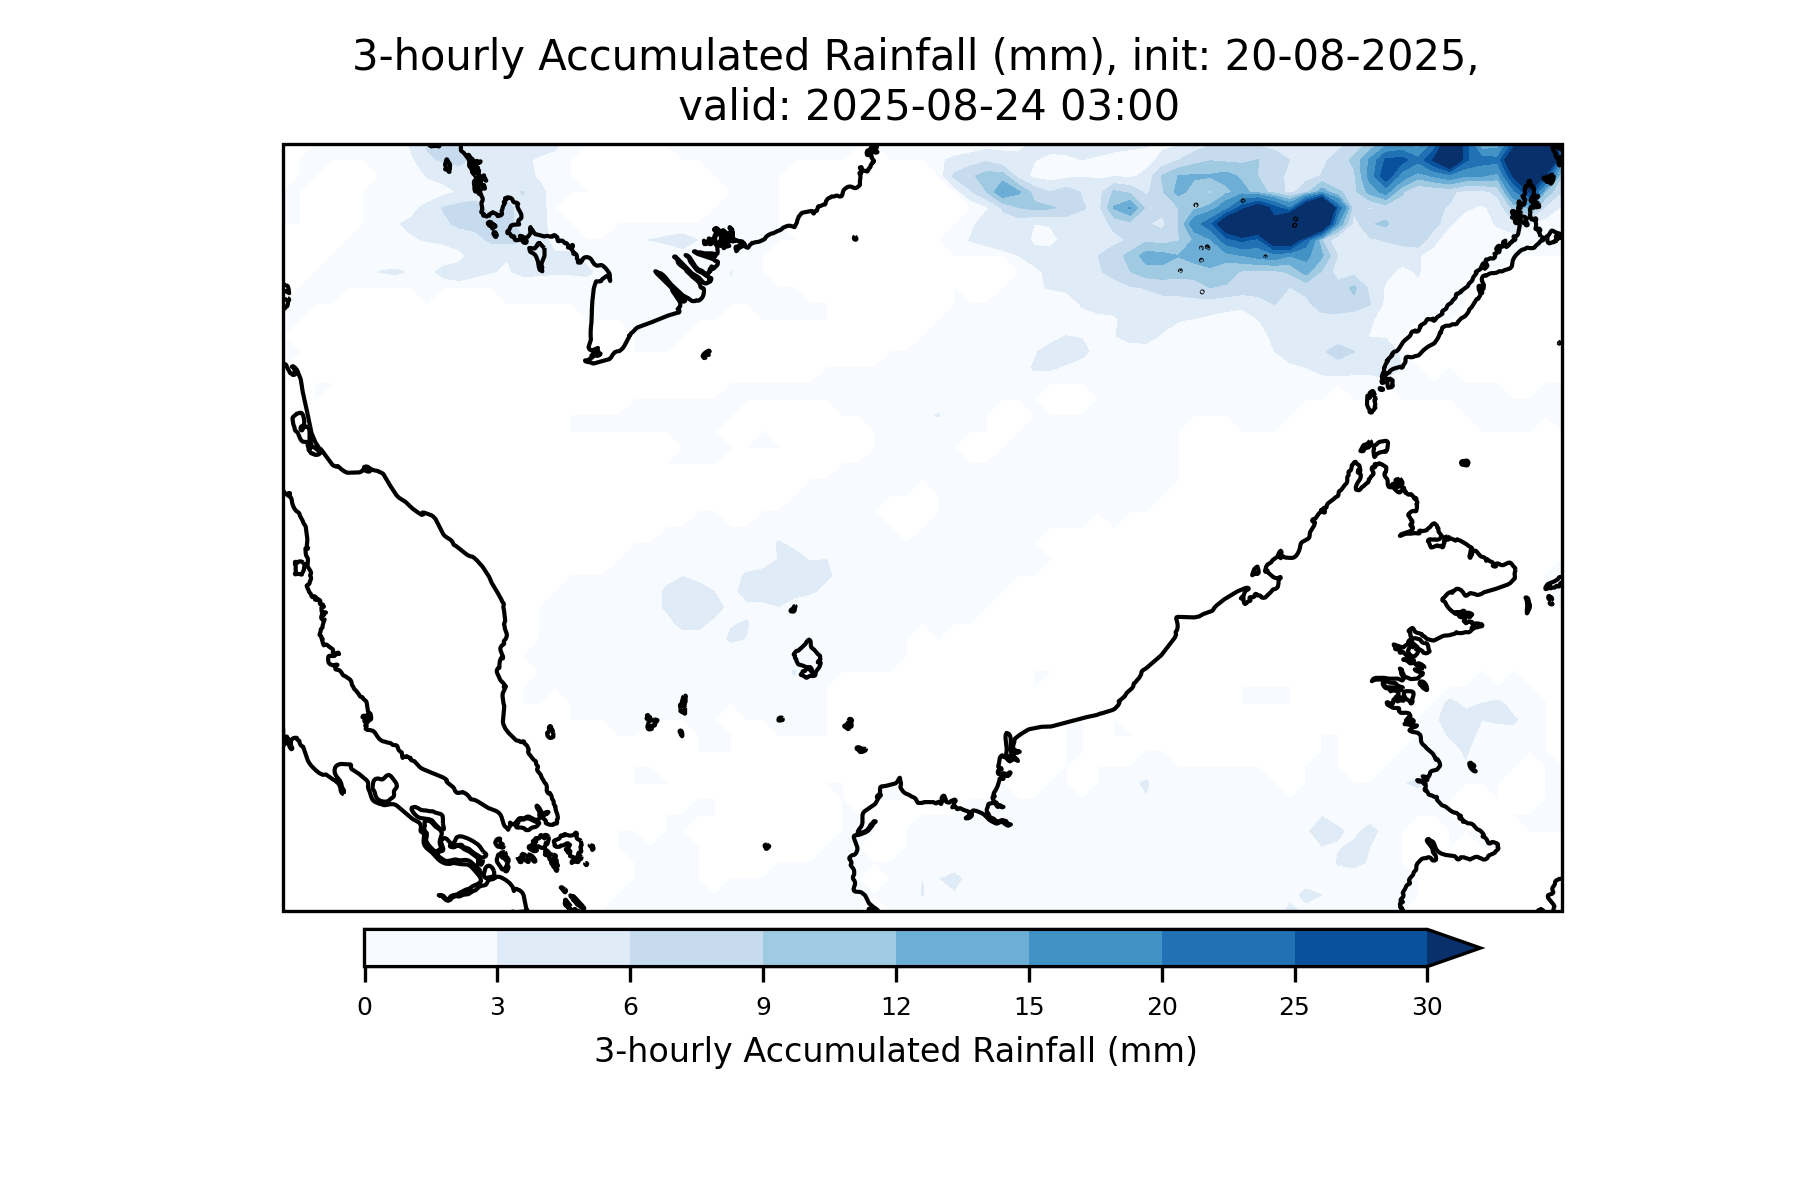 3-hourly Accumulated Rainfall (mm), init: 20-08-2025,
valid: 2025-08-24 03:00
0 3 6 9 12 15 20 25 30
3-hourly Accumulated Rainfall (mm)